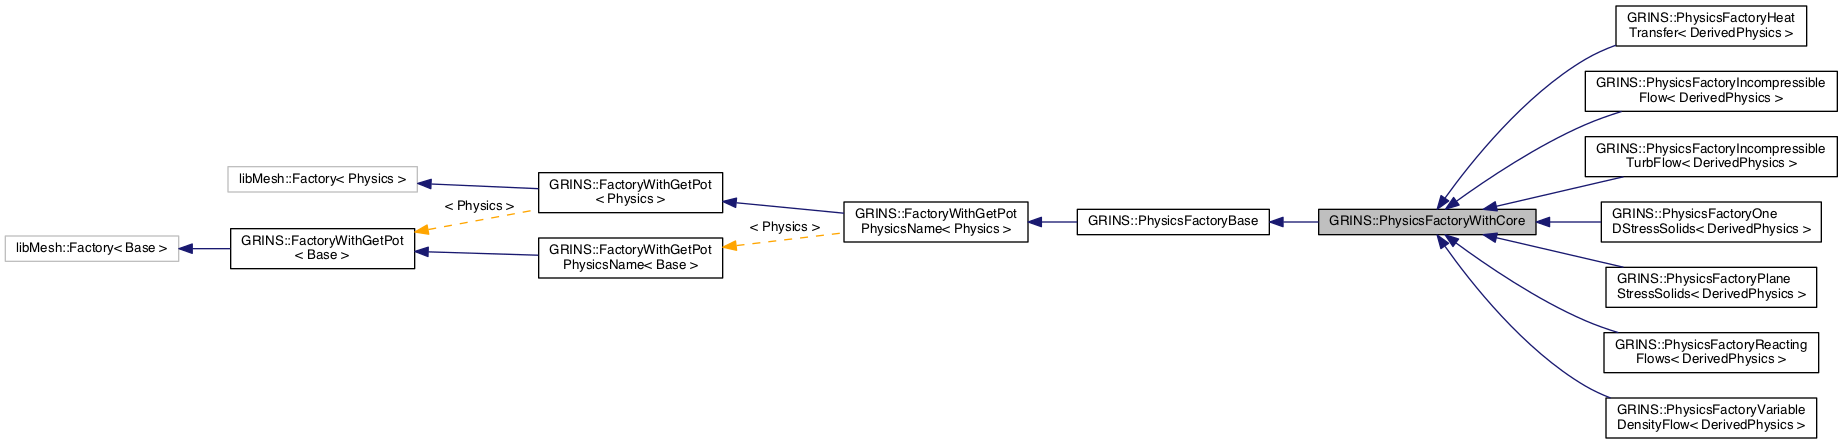 libMesh::Factory< Base >
libMesh::Factory< Physics >
GRINS::FactoryWithGetPot
< Base >
< Physics >
GRINS::FactoryWithGetPot
< Physics >
GRINS::FactoryWithGetPot
PhysicsName< Base >
< Physics >
GRINS::FactoryWithGetPot
PhysicsName< Physics >
GRINS::PhysicsFactoryBase
GRINS::PhysicsFactoryWithCore
GRINS::PhysicsFactoryHeat
Transfer< DerivedPhysics >
GRINS::PhysicsFactoryIncompressible
Flow< DerivedPhysics >
GRINS::PhysicsFactoryIncompressible
TurbFlow< DerivedPhysics >
GRINS::PhysicsFactoryOne
DStressSolids< DerivedPhysics >
GRINS::PhysicsFactoryPlane
StressSolids< DerivedPhysics >
GRINS::PhysicsFactoryReacting
Flows< DerivedPhysics >
GRINS::PhysicsFactoryVariable
DensityFlow< DerivedPhysics >